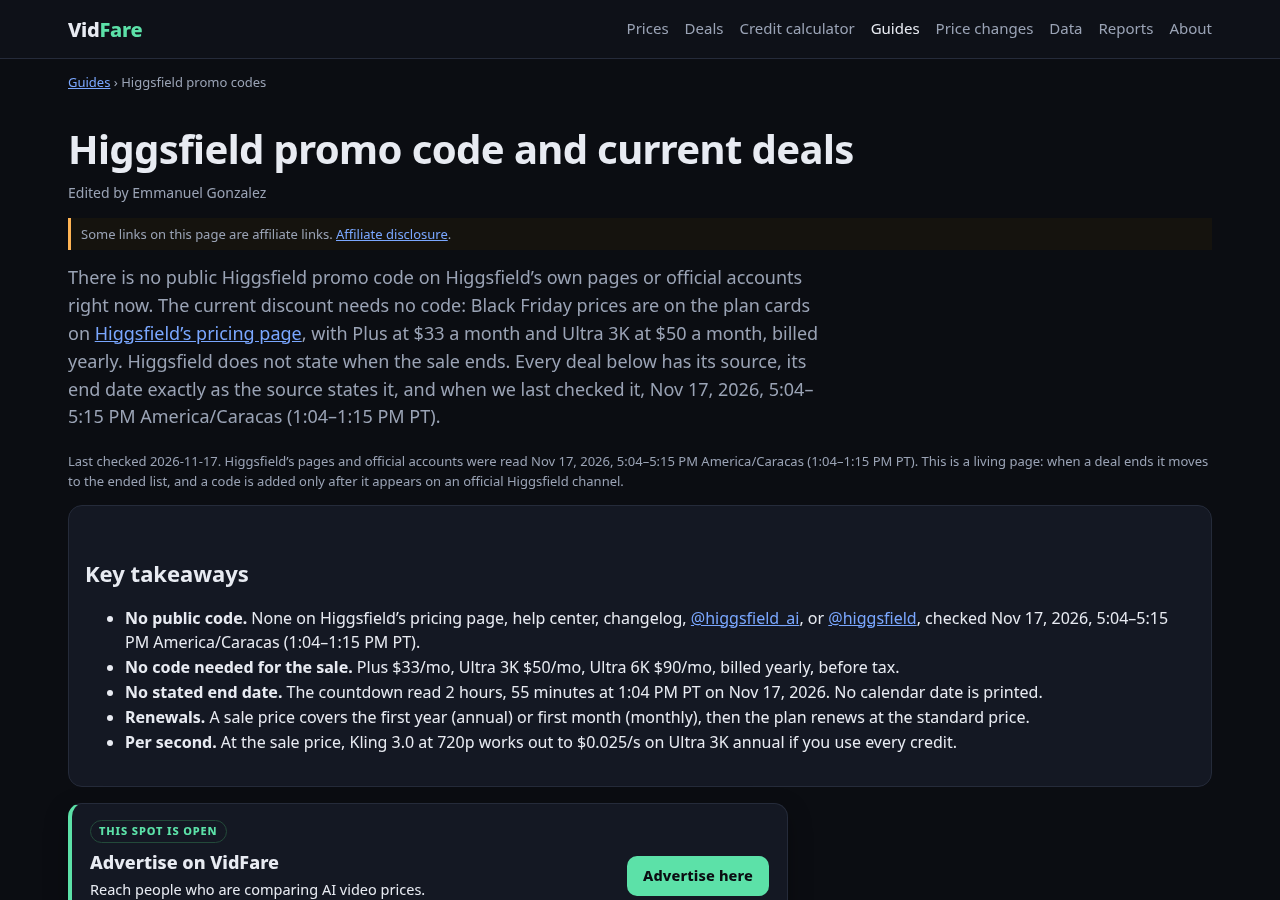 VidFare
Prices Deals Credit calculator Guides Price changes Data Reports About
Guides › Higgsfield promo codes
Higgsfield promo code and current deals
Edited by Emmanuel Gonzalez
Some links on this page are affiliate links. Affiliate disclosure.
There is no public Higgsfield promo code on Higgsfield’s own pages or official accounts
right now. The current discount needs no code: Black Friday prices are on the plan cards
on Higgsfield’s pricing page, with Plus at $33 a month and Ultra 3K at $50 a month, billed
yearly. Higgsfield does not state when the sale ends. Every deal below has its source, its
end date exactly as the source states it, and when we last checked it, Nov 17, 2026, 5:04–
5:15 PM America/Caracas (1:04–1:15 PM PT).
Last checked 2026-11-17. Higgsfield’s pages and official accounts were read Nov 17, 2026, 5:04–5:15 PM America/Caracas (1:04–1:15 PM PT). This is a living page: when a deal ends it moves
to the ended list, and a code is added only after it appears on an official Higgsfield channel.
Key takeaways
• No public code. None on Higgsfield’s pricing page, help center, changelog, @higgsfield_ai, or @higgsfield, checked Nov 17, 2026, 5:04–5:15
PM America/Caracas (1:04–1:15 PM PT).
• No code needed for the sale. Plus $33/mo, Ultra 3K $50/mo, Ultra 6K $90/mo, billed yearly, before tax.
• No stated end date. The countdown read 2 hours, 55 minutes at 1:04 PM PT on Nov 17, 2026. No calendar date is printed.
• Renewals. A sale price covers the first year (annual) or first month (monthly), then the plan renews at the standard price.
• Per second. At the sale price, Kling 3.0 at 720p works out to $0.025/s on Ultra 3K annual if you use every credit.
THIS SPOT IS OPEN
Advertise on VidFare
Reach people who are comparing AI video prices.
Advertise here